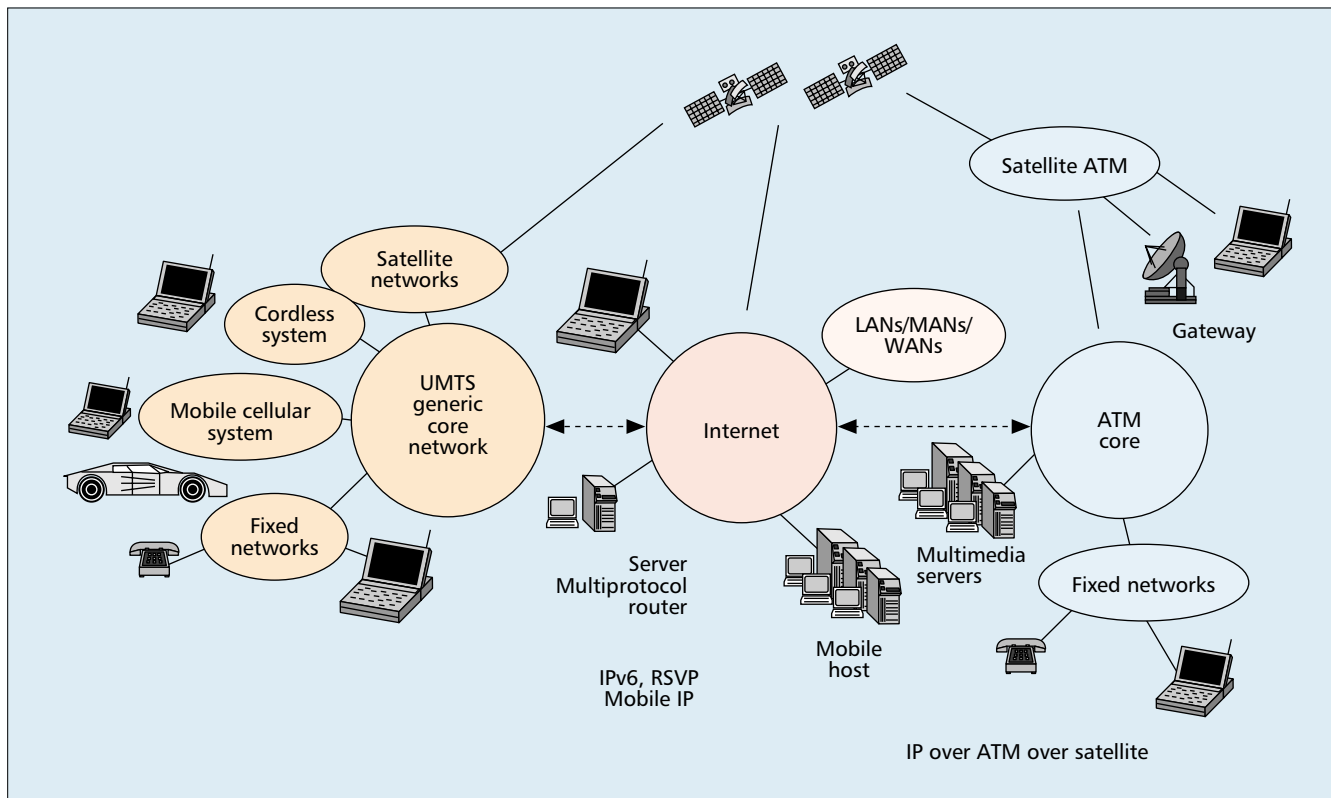 Satellite ATM
Satellite
networks
Gateway
Cordless
system
LANs/MANs/
WANs
UMTS
generic
core
network
Mobile cellular
system
Internet
ATM
core
Fixed
networks
Server
Multiprotocol
router
Multimedia
servers
Fixed networks
Mobile
host
IPv6, RSVP
Mobile IP
IP over ATM over satellite